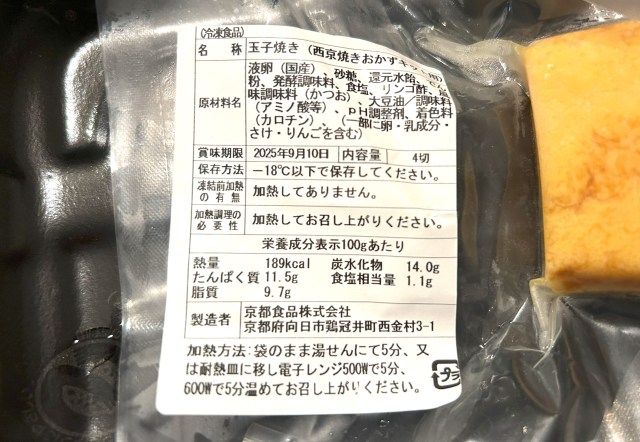 (冷凍食品)
名 称 玉子焼き(西京焼きおかず
原材料名 液卵(国産)、砂糖、還元水飴、
粉、発酵調味料、食塩、リンゴ酢、
味調味料(かつお)、大豆油/調味料
(アミノ酸等)、pH調整剤、着色料
(カロチン)、(一部に卵・乳成分・
さけ・りんごを含む)
賞味期限 2025年9月10日 内容量 4切
保存方法 −18℃以下で保存してください。
凍結前加熱の有無 加熱してありません。
加熱調理の必要性 加熱してお召し上がりください。
栄養成分表示100gあたり
熱量 189kcal 炭水化物 14.0g
たんぱく質 11.5g 食塩相当量 1.1g
脂質 9.7g
製造者 京都食品株式会社
京都府向日市鶏冠井町西金村3-1
加熱方法:袋のまま湯せんにて5分、又
は耐熱皿に移し電子レンジ500Wで5分、
600Wで5分温めてお召し上がりください。
プラ